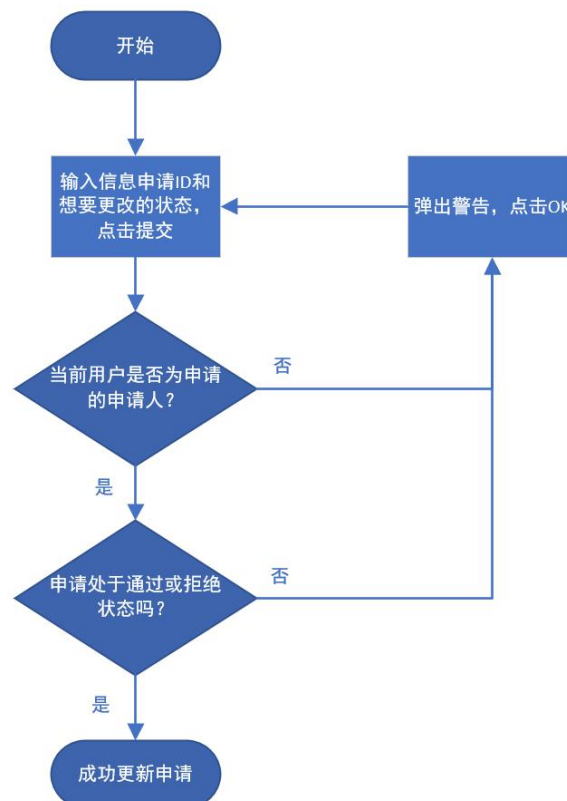 开始
输入信息申请ID和
想要更改的状态，
点击提交
弹出警告，点击OK
当前用户是否为申请
的申请人？
否
是
申请处于通过或拒绝
状态吗？
否
是
成功更新申请